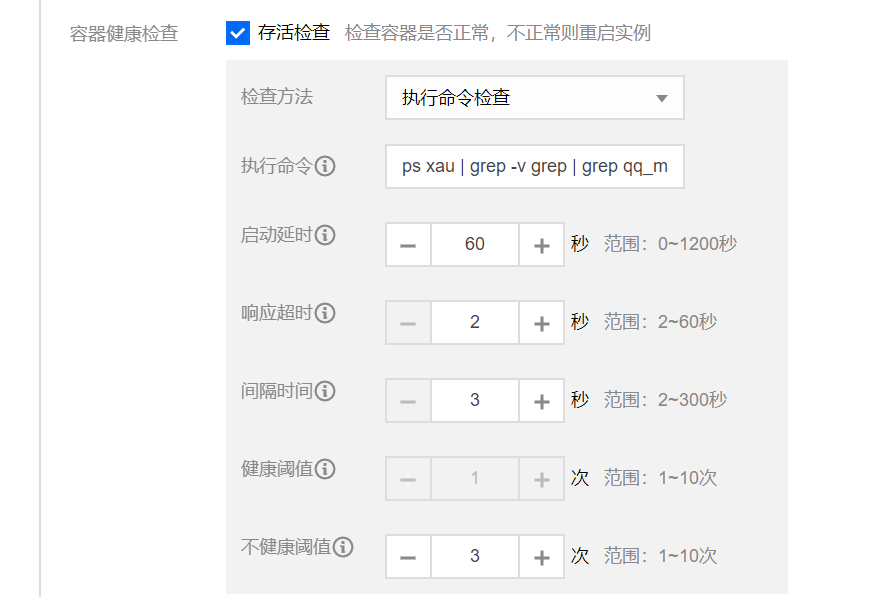 容器健康检查 存活检查 检查容器是否正常，不正常则重启实例
检查方法 执行命令检查
执行命令 ps xau | grep -v grep | grep qq_m
启动延时 60 秒 范围：0~1200秒
响应超时 2 秒 范围：2~60秒
间隔时间 3 秒 范围：2~300秒
健康阈值 1 次 范围：1~10次
不健康阈值 3 次 范围：1~10次